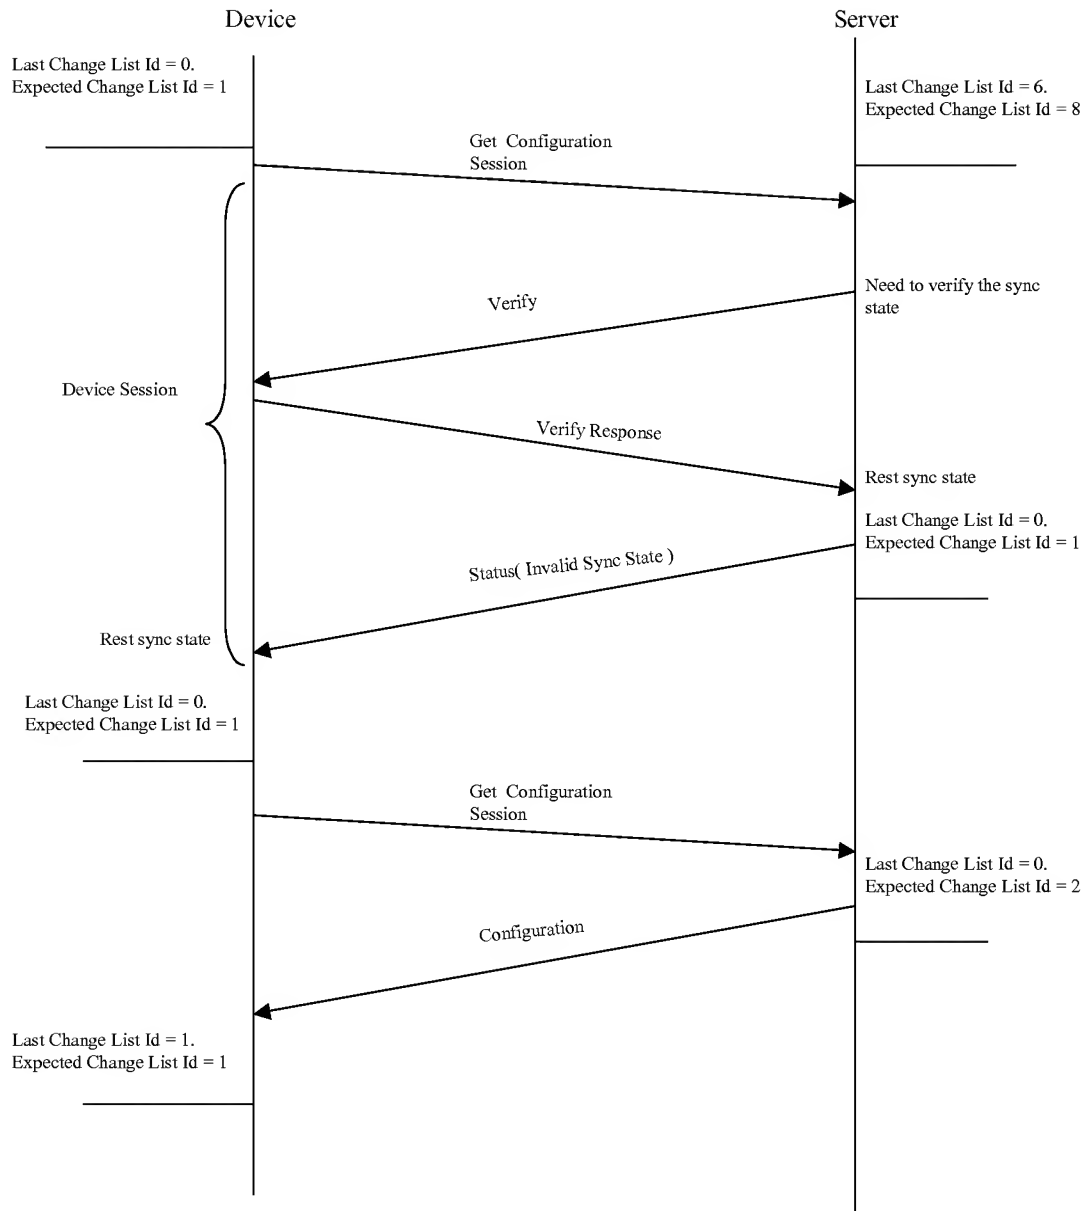 Device
Server
Last Change List Id = 0.
Expected Change List Id = 1
Last Change List Id = 6.
Expected Change List Id = 8
Get Configuration
Session
Need to verify the sync
state
Verify
Device Session
Verify Response
Rest sync state
Last Change List Id = 0.
Expected Change List Id = 1
Status( Invalid Sync State )
Rest sync state
Last Change List Id = 0.
Expected Change List Id = 1
Get Configuration
Session
Last Change List Id = 0.
Expected Change List Id = 2
Configuration
Last Change List Id = 1.
Expected Change List Id = 1